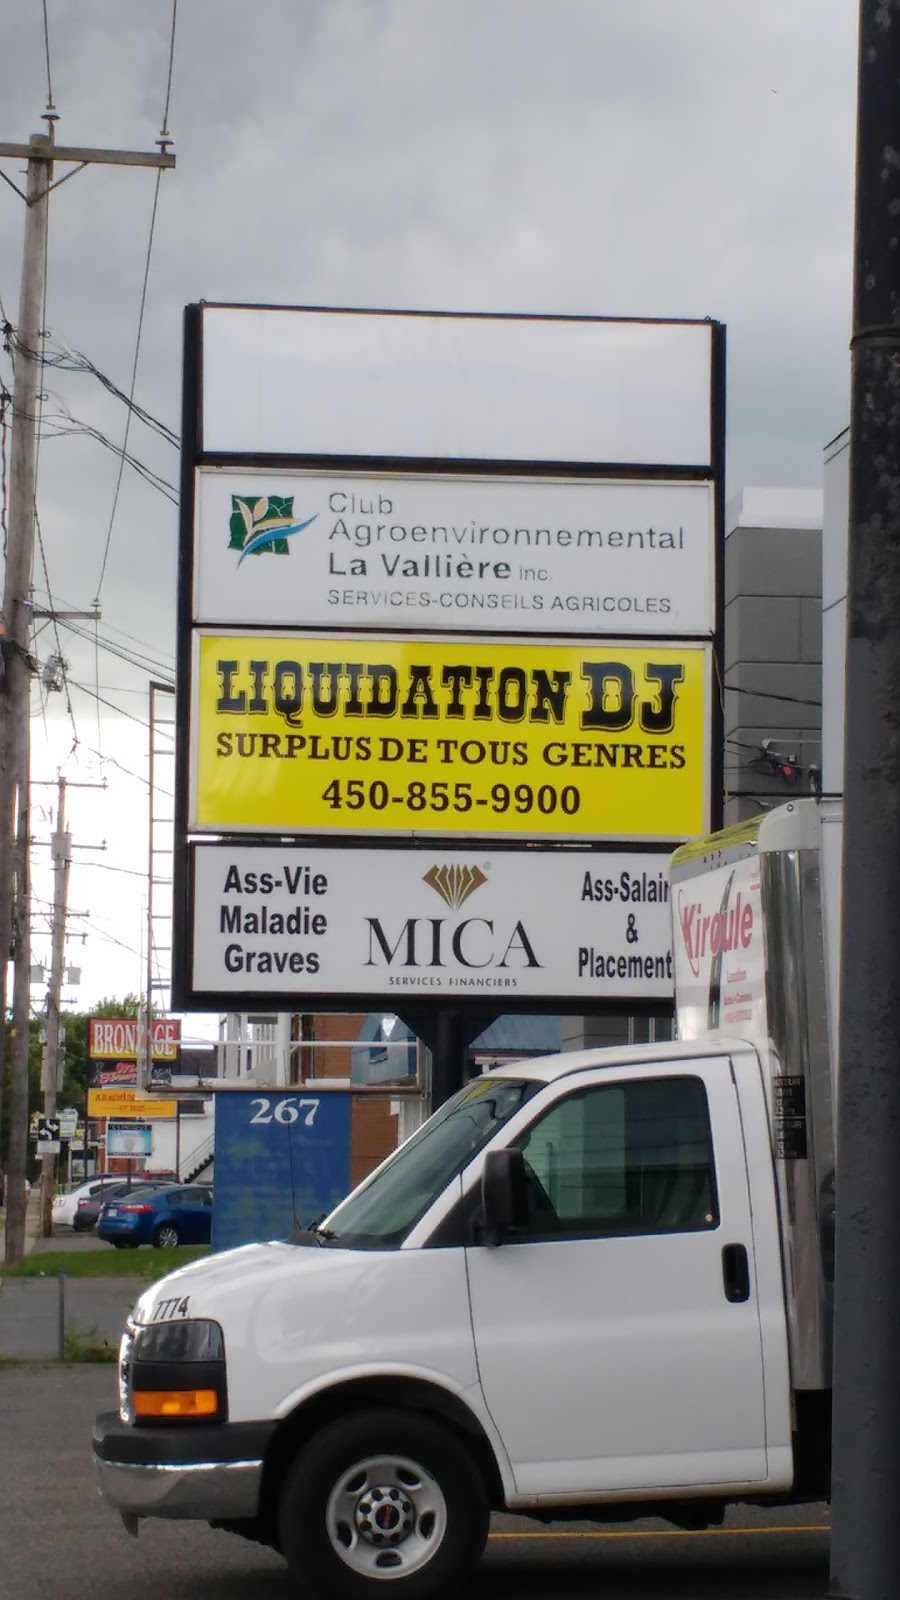 Club
Agroenvironnemental
La Vallière inc.
SERVICES-CONSEILS AGRICOLES
LIQUIDATION DJ
SURPLUS DE TOUS GENRES
450-855-9900
Ass-Vie
Maladie
Graves
MICA
SERVICES FINANCIERS
Ass-Salair
&
Placement
Kiroule
Location
BRONZAGE
267
7774